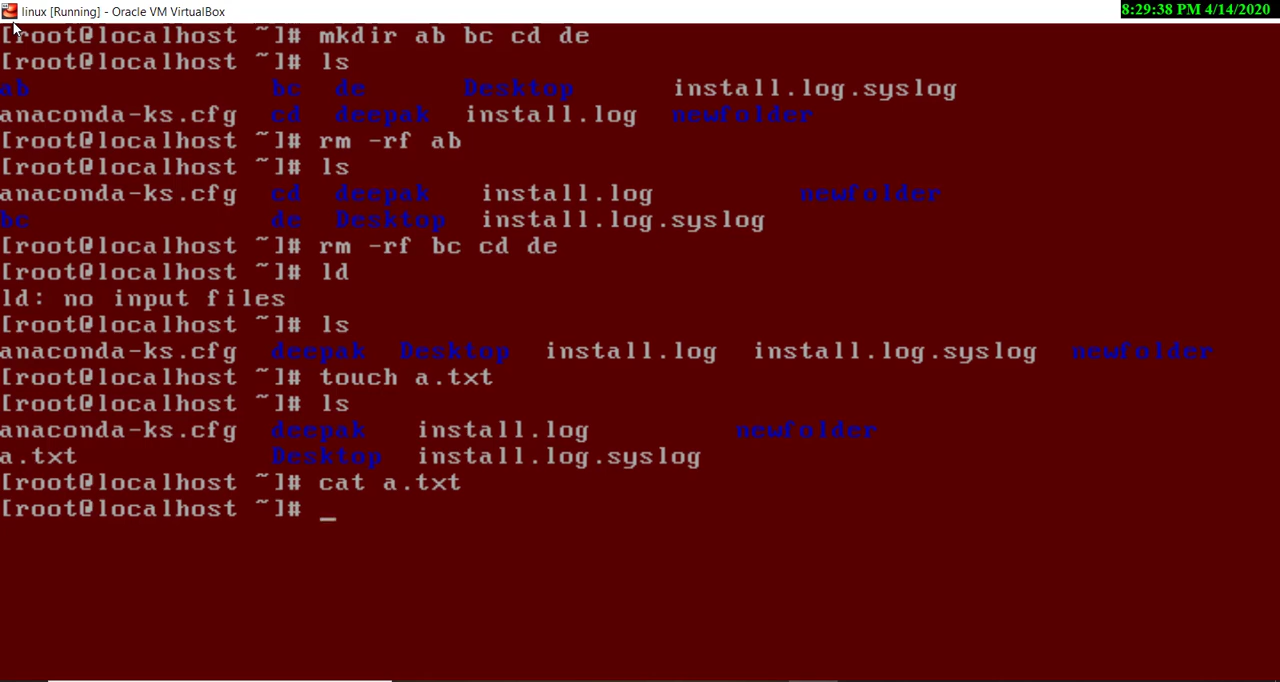 linux [Running] - Oracle VM VirtualBox
8:29:38 PM 4/14/2020
[root@localhost ~]# mkdir ab bc cd de
[root@localhost ~]# ls
ab bc de Desktop install.log.syslog
anaconda-ks.cfg cd deepak install.log newfolder
[root@localhost ~]# rm -rf ab
[root@localhost ~]# ls
anaconda-ks.cfg cd deepak install.log newfolder
bc de Desktop install.log.syslog
[root@localhost ~]# rm -rf bc cd de
[root@localhost ~]# ld
ld: no input files
[root@localhost ~]# ls
anaconda-ks.cfg deepak Desktop install.log install.log.syslog newfolder
[root@localhost ~]# touch a.txt
[root@localhost ~]# ls
anaconda-ks.cfg deepak install.log newfolder
a.txt Desktop install.log.syslog
[root@localhost ~]# cat a.txt
[root@localhost ~]# _